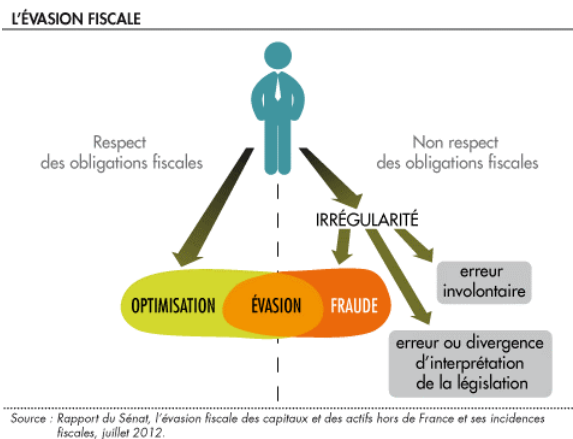 L'ÉVASION FISCALE
Respect
des obligations fiscales
Non respect
des obligations fiscales
IRRÉGULARITÉ
OPTIMISATION
ÉVASION
FRAUDE
erreur
involontaire
erreur ou divergence
d'interprétation
de la législation
Source : Rapport du Sénat, l'évasion fiscale des capitaux et des actifs hors de France et ses incidences
fiscales, juillet 2012.